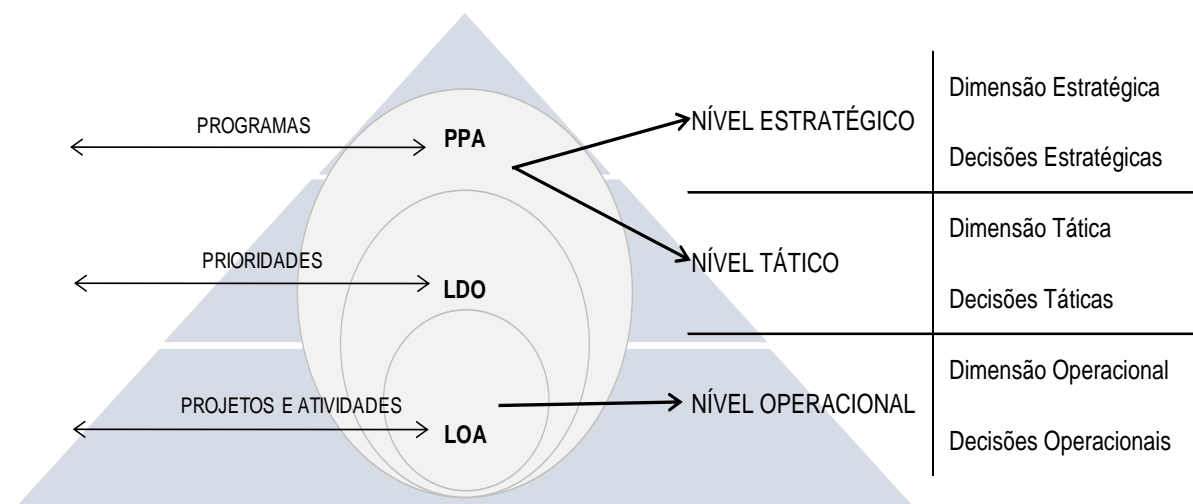 PROGRAMAS
PPA
NÍVEL ESTRATÉGICO
Dimensão Estratégica
Decisões Estratégicas
PRIORIDADES
LDO
NÍVEL TÁTICO
Dimensão Tática
Decisões Táticas
PROJETOS E ATIVIDADES
LOA
NÍVEL OPERACIONAL
Dimensão Operacional
Decisões Operacionais